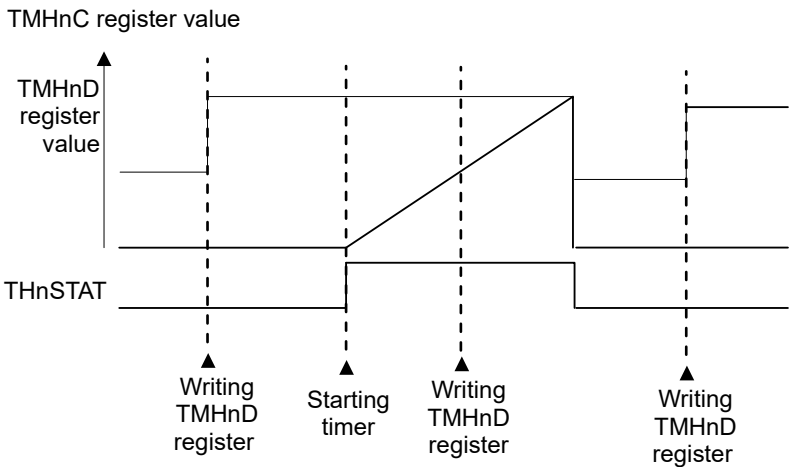 TMHnC register value
TMHnD
register
value
THnSTAT
Writing
TMHnD
register
Starting
timer
Writing
TMHnD
register
Writing
TMHnD
register